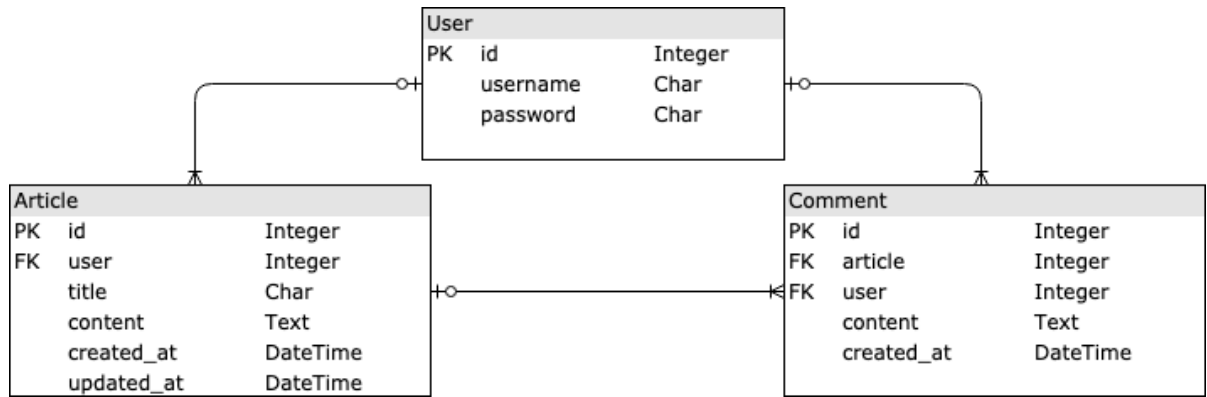 User
PK id Integer
username Char
password Char
Article
PK id Integer
FK user Integer
title Char
content Text
created_at DateTime
updated_at DateTime
Comment
PK id Integer
FK article Integer
FK user Integer
content Text
created_at DateTime